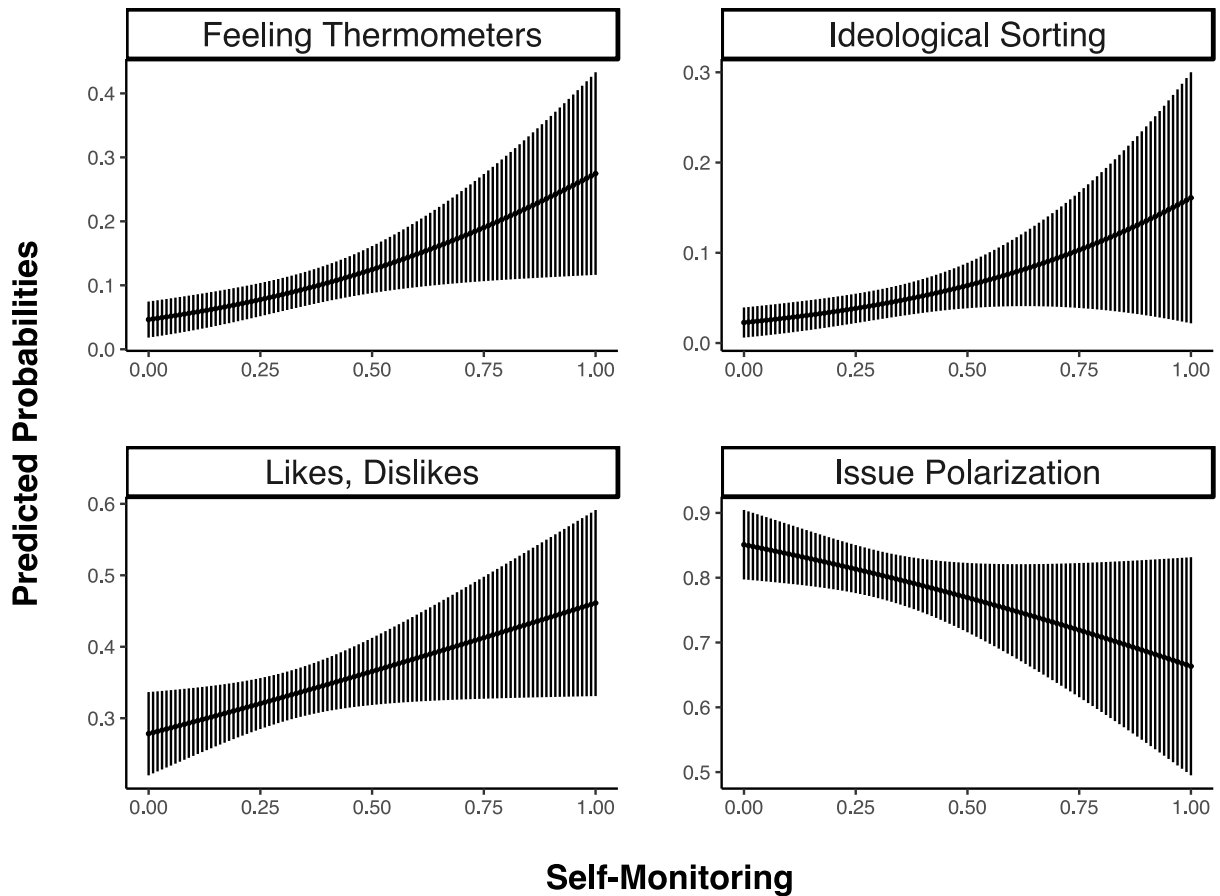 Predicted Probabilities
Feeling Thermometers
0.4
0.3
0.2
0.1
0.0
0.00 0.25 0.50 0.75 1.00
Ideological Sorting
0.3
0.2
0.1
0.0
0.00 0.25 0.50 0.75 1.00
Likes, Dislikes
0.6
0.5
0.4
0.3
0.00 0.25 0.50 0.75 1.00
Issue Polarization
0.9
0.8
0.7
0.6
0.5
0.00 0.25 0.50 0.75 1.00
Self-Monitoring